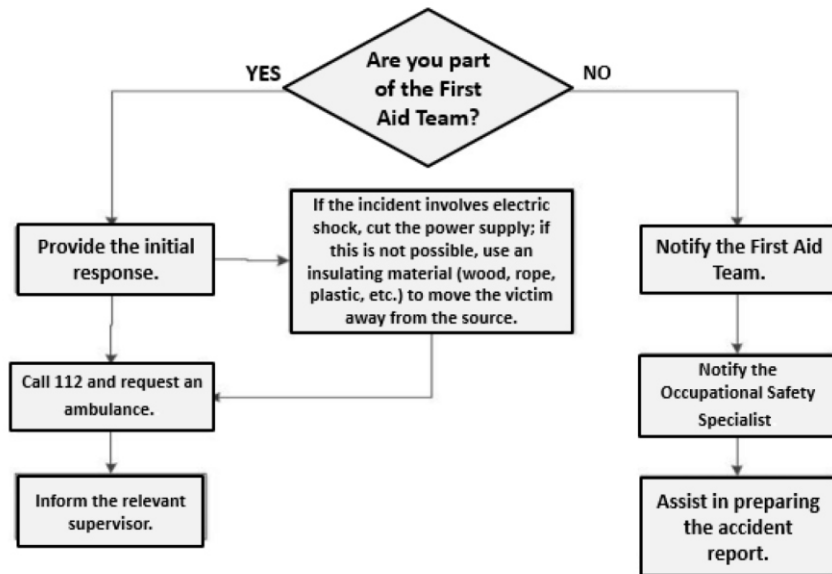 Are you part
of the First
Aid Team?
YES
NO
Provide the initial
response.
If the incident involves electric
shock, cut the power supply; if
this is not possible, use an
insulating material (wood, rope,
plastic, etc.) to move the victim
away from the source.
Call 112 and request an
ambulance.
Inform the relevant
supervisor.
Notify the First Aid
Team.
Notify the
Occupational Safety
Specialist
Assist in preparing
the accident
report.